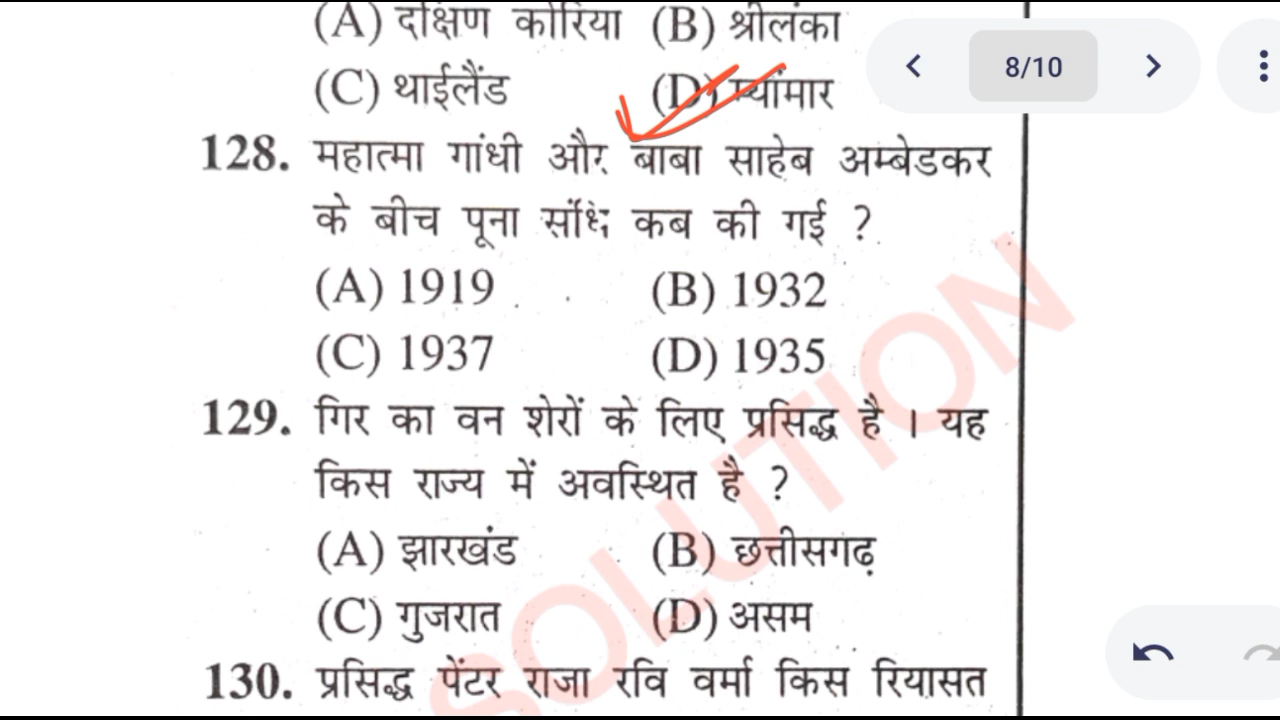 (A) दक्षिण कोरिया (B) श्रीलंका
(C) थाईलैंड (D) म्यांमार
8/10
128. महात्मा गांधी और बाबा साहेब अम्बेडकर
के बीच पूना संधि कब की गई ?
(A) 1919 (B) 1932
(C) 1937 (D) 1935
129. गिर का वन शेरों के लिए प्रसिद्ध है । यह
किस राज्य में अवस्थित है ?
(A) झारखंड (B) छत्तीसगढ़
(C) गुजरात (D) असम
130. प्रसिद्ध पेंटर राजा रवि वर्मा किस रियासत
SOLUTION